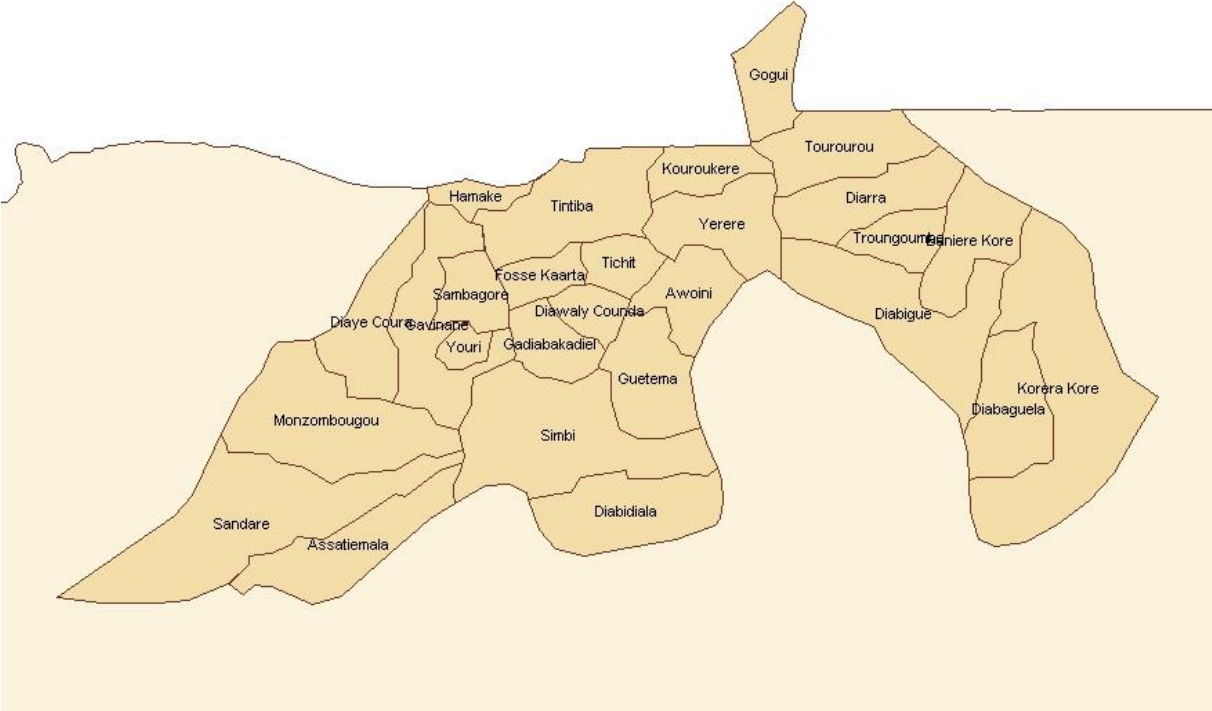 Gogui
Tourourou
Kouroukere
Hamake
Tintiba
Diarra
Yerere
Troungoumbe
Baniere Kore
Tichit
Fosse Kaarta
Sambagore
Awoini
Diawaly Counda
Diabigue
Diaye Coura
Gavinane
Youri
Gadiabakadiel
Guetema
Korera Kore
Diabaguela
Monzombougou
Simbi
Diabidiala
Sandare
Assatiemala